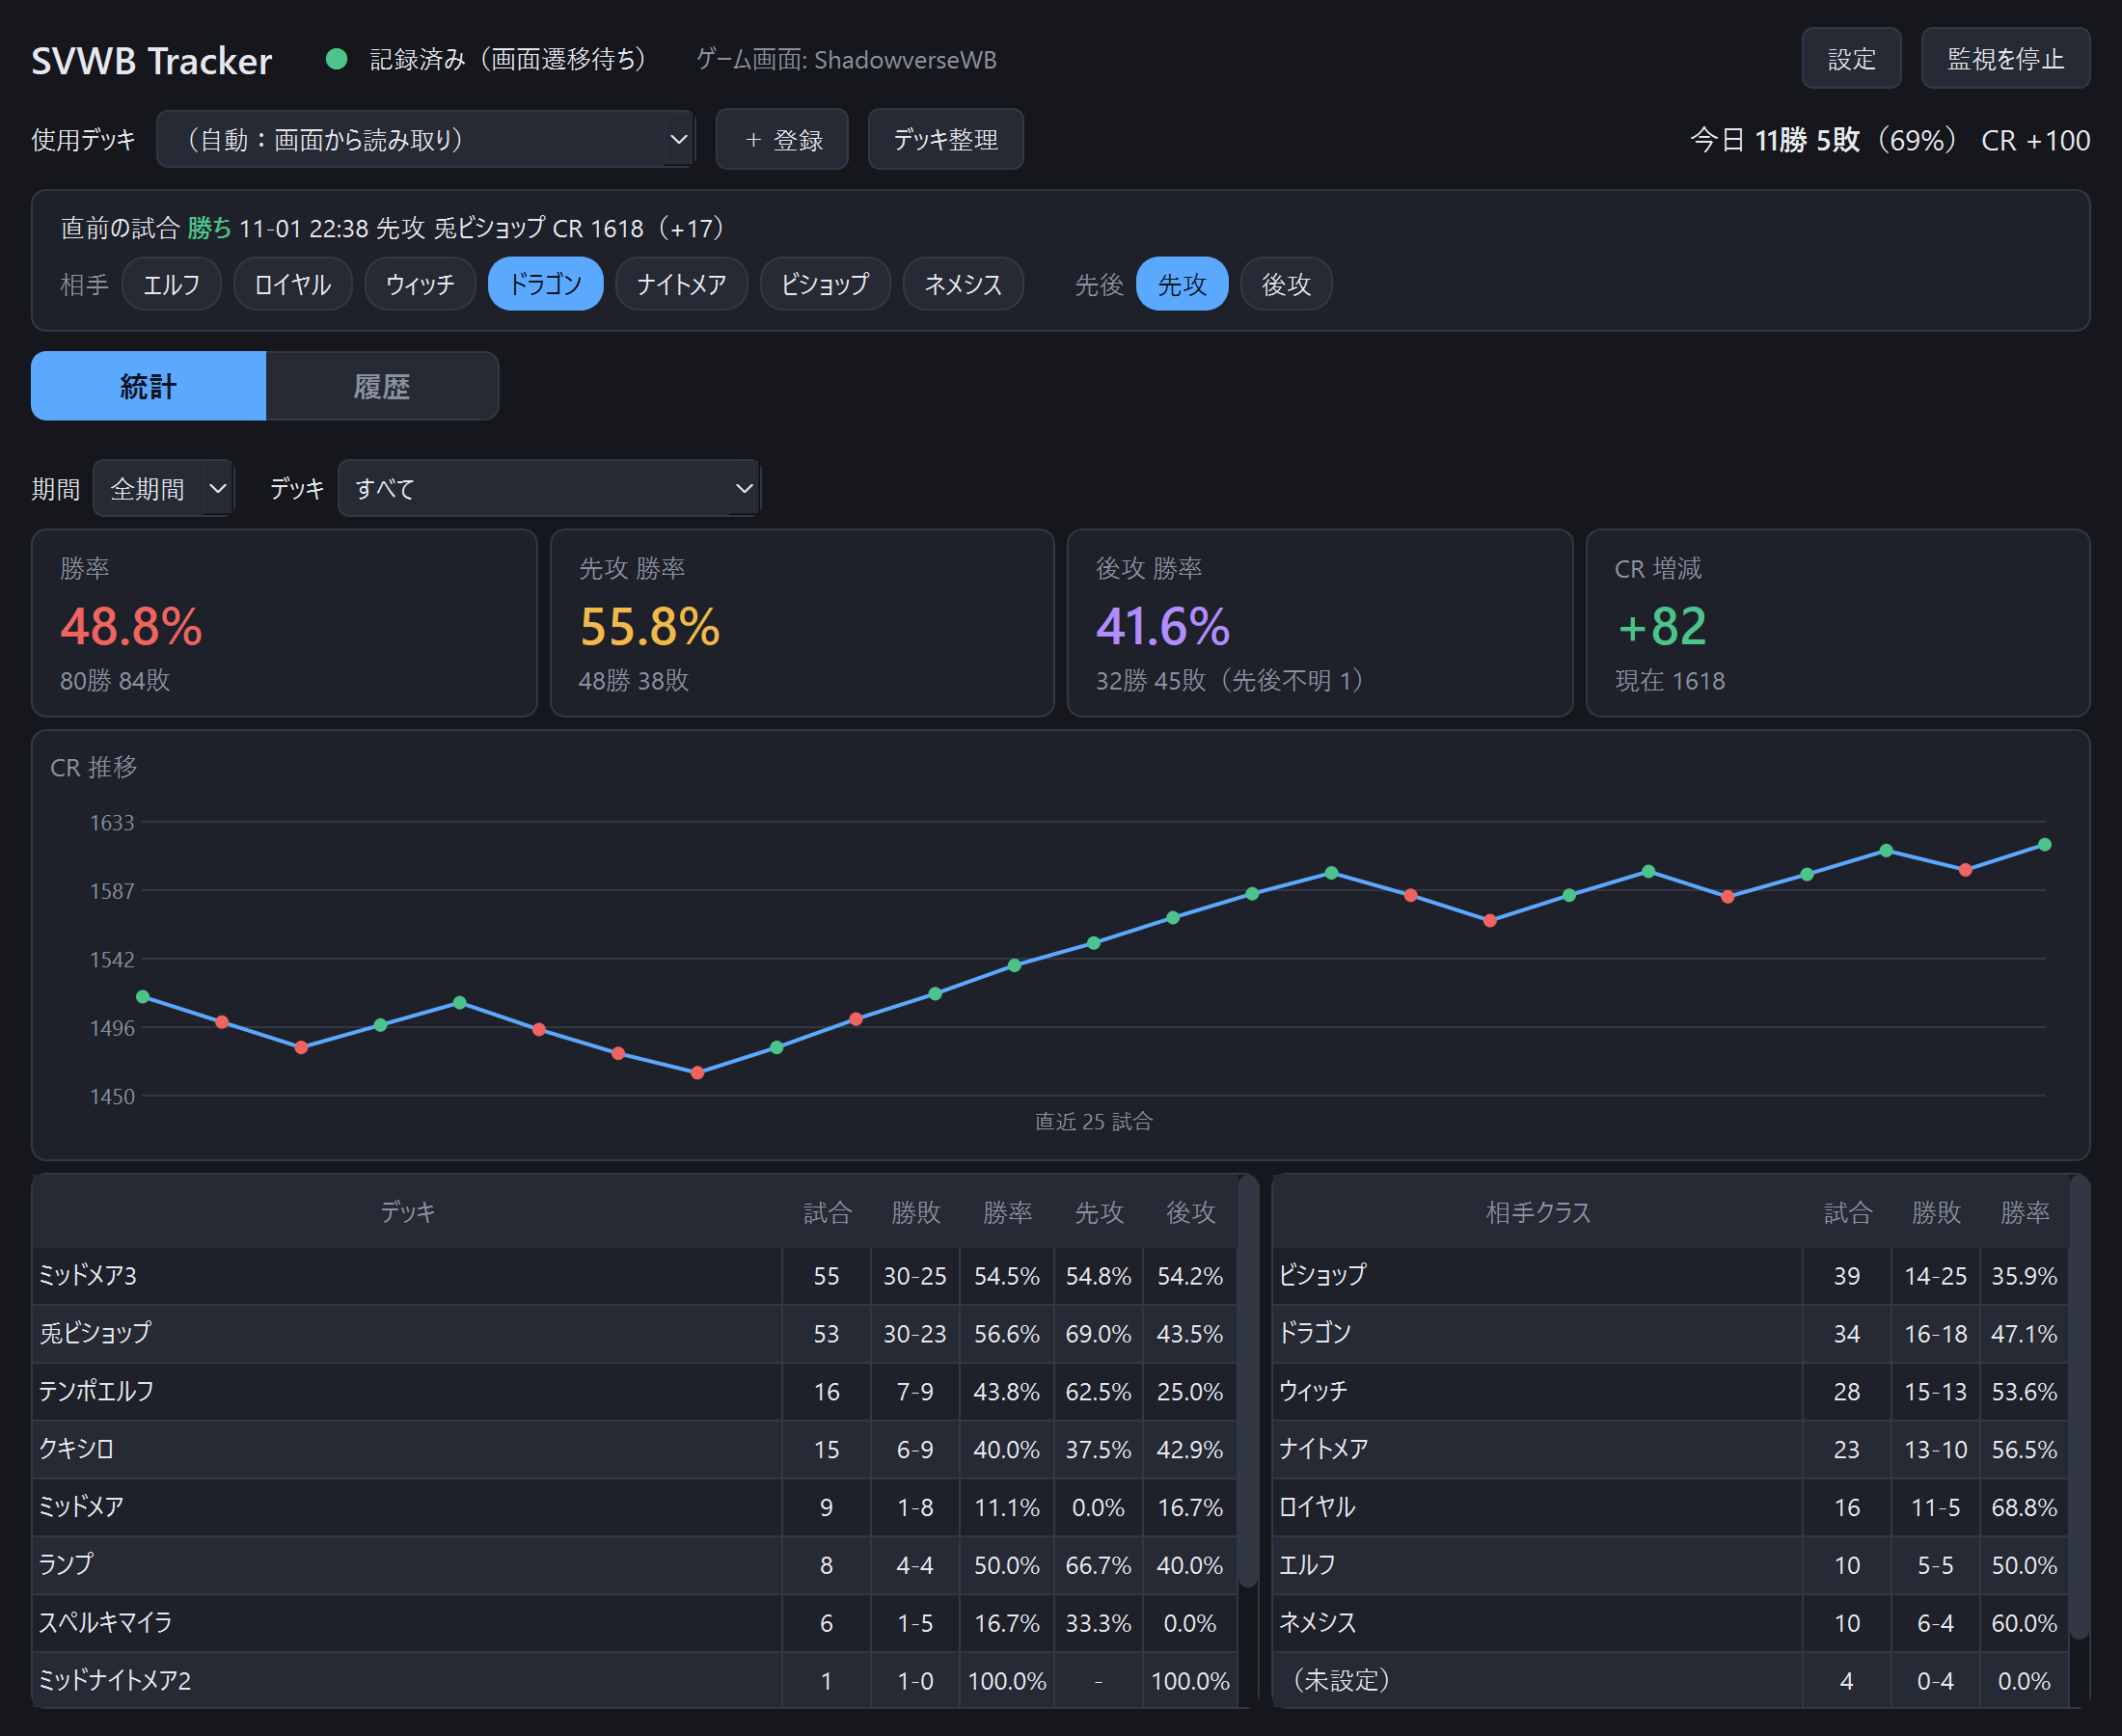 SVWB Tracker 記録済み（画面遷移待ち） ゲーム画面: ShadowverseWB 設定 監視を停止
使用デッキ （自動：画面から読み取り） ＋ 登録 デッキ整理 今日 11勝 5敗（69%） CR +100
直前の試合 勝ち 11-01 22:38 先攻 兎ビショップ CR 1618（+17）
相手 エルフ ロイヤル ウィッチ ドラゴン ナイトメア ビショップ ネメシス 先後 先攻 後攻
統計 履歴
期間 全期間 デッキ すべて
勝率 先攻 勝率 後攻 勝率 CR 増減
48.8% 55.8% 41.6% +82
80勝 84敗 48勝 38敗 32勝 45敗（先後不明 1） 現在 1618
CR 推移
1633
1587
1542
1496
1450
直近 25 試合
デッキ 試合 勝敗 勝率 先攻 後攻 相手クラス 試合 勝敗 勝率
ミッドメア3 55 30-25 54.5% 54.8% 54.2% ビショップ 39 14-25 35.9%
兎ビショップ 53 30-23 56.6% 69.0% 43.5% ドラゴン 34 16-18 47.1%
テンポエルフ 16 7-9 43.8% 62.5% 25.0% ウィッチ 28 15-13 53.6%
クキシロ 15 6-9 40.0% 37.5% 42.9% ナイトメア 23 13-10 56.5%
ミッドメア 9 1-8 11.1% 0.0% 16.7% ロイヤル 16 11-5 68.8%
ランプ 8 4-4 50.0% 66.7% 40.0% エルフ 10 5-5 50.0%
スペルキマイラ 6 1-5 16.7% 33.3% 0.0% ネメシス 10 6-4 60.0%
ミッドナイトメア2 1 1-0 100.0% - 100.0% （未設定） 4 0-4 0.0%